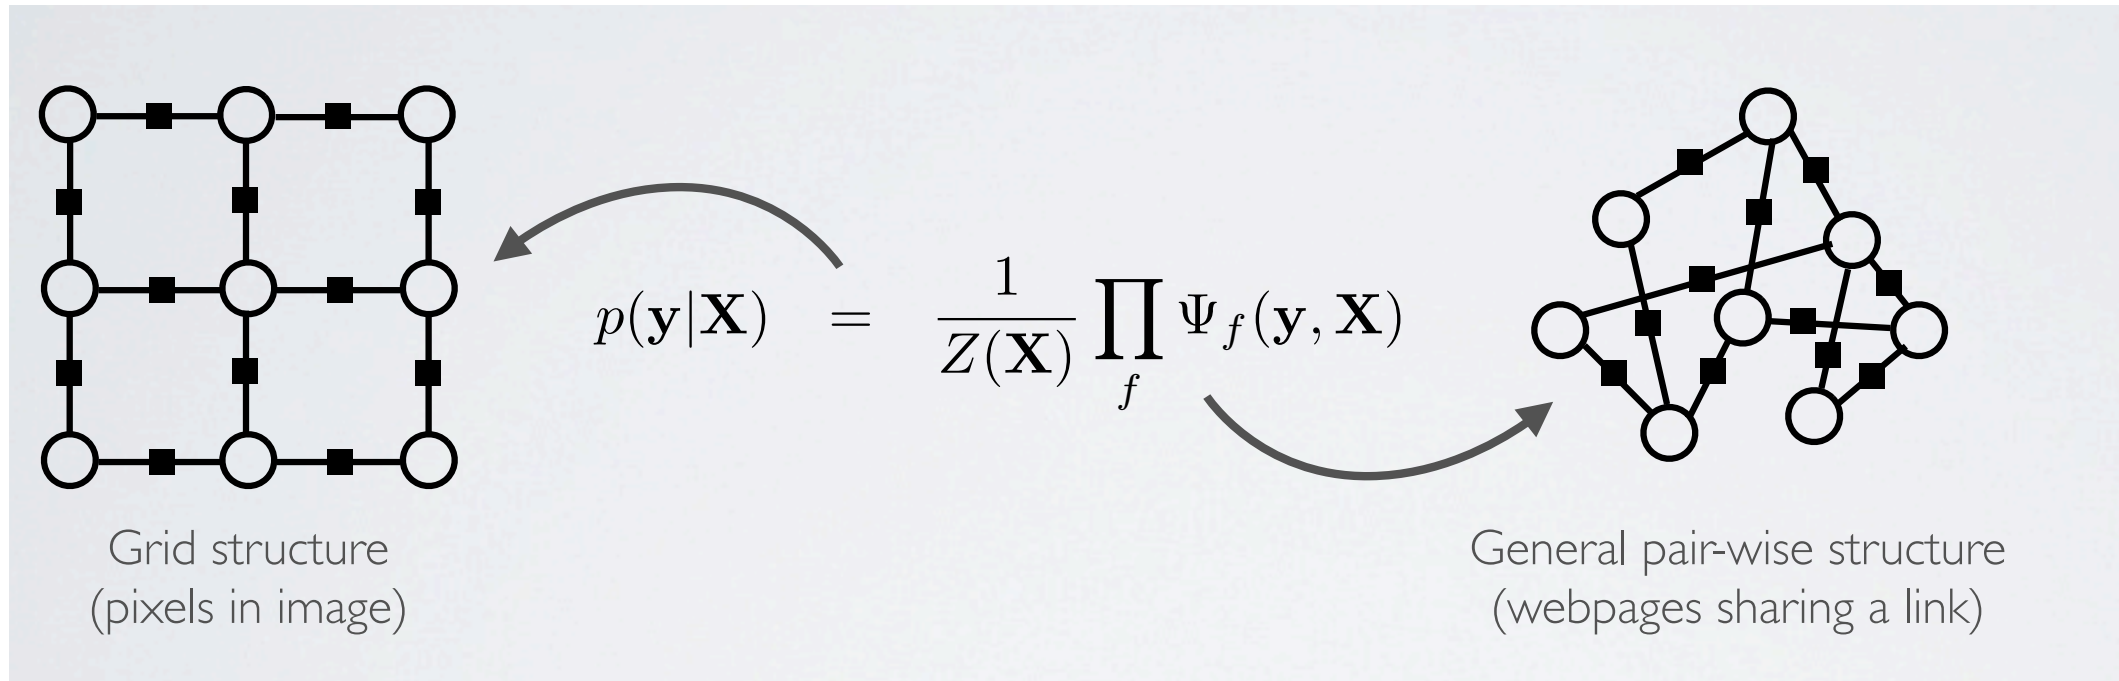 p(y|X) = 1/Z(X) ∏_f Ψ_f(y, X)
Grid structure
(pixels in image)
General pair-wise structure
(webpages sharing a link)